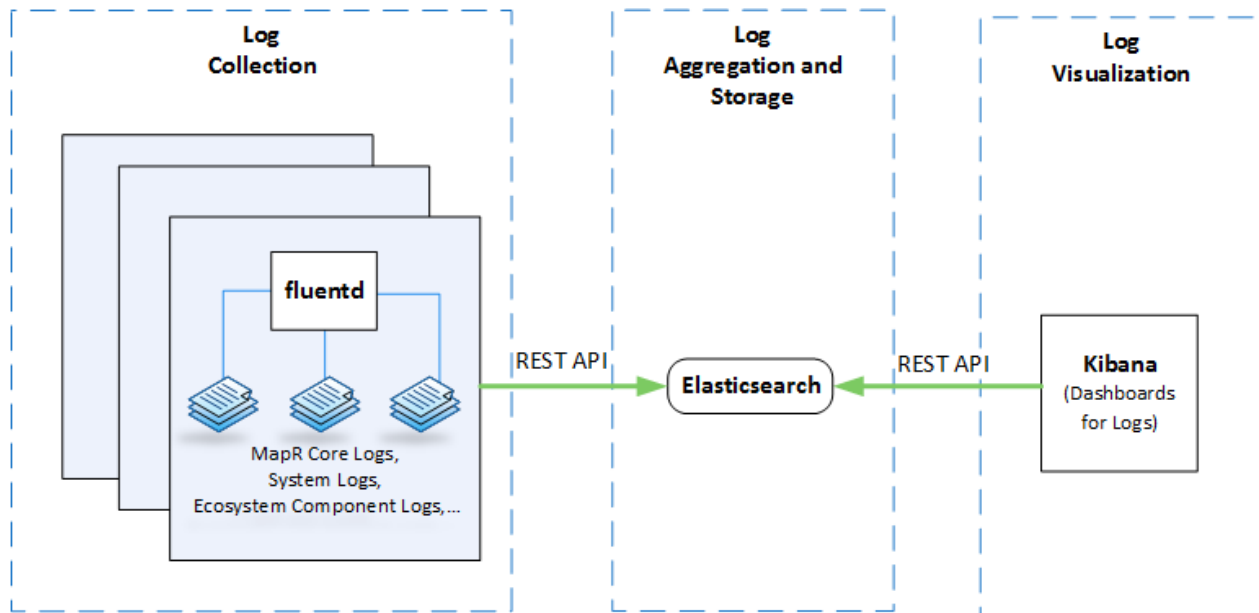 Log
Collection
Log
Aggregation and
Storage
Log
Visualization
fluentd
MapR Core Logs,
System Logs,
Ecosystem Component Logs,...
REST API
Elasticsearch
REST API
Kibana
(Dashboards
for Logs)